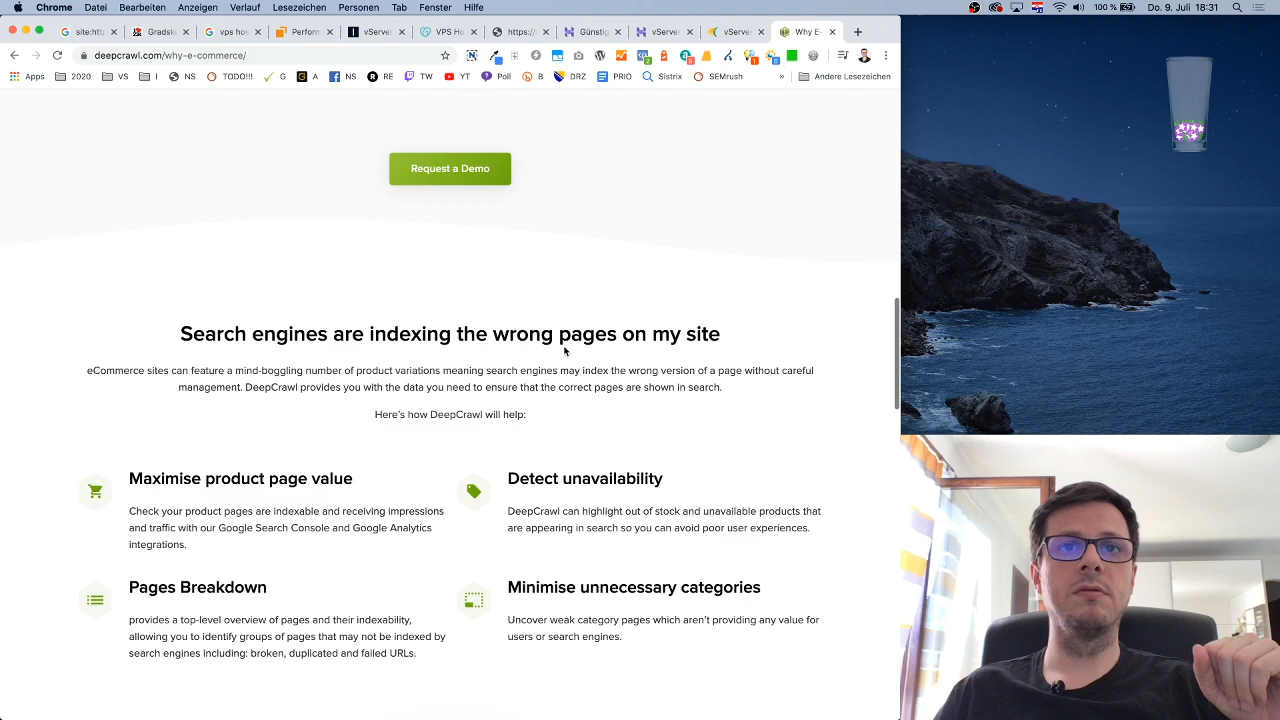 Chrome Datei Bearbeiten Anzeigen Verlauf Lesezeichen Personen Tab Fenster Hilfe 100 % Do. 9. Juli 18:31
site:htt Gradske vps hos Perform vServer VPS Ho https:// Günstig vServer vServer Why E-
deepcrawl.com/why-e-commerce/
Apps 2020 VS I NS TODO!!! G A NS RE TW YT Poll B DRZ PRIO Sistrix SEMrush » Andere Lesezeichen
Request a Demo
Search engines are indexing the wrong pages on my site
eCommerce sites can feature a mind-boggling number of product variations meaning search engines may index the wrong version of a page without careful
management. DeepCrawl provides you with the data you need to ensure that the correct pages are shown in search.
Here's how DeepCrawl will help:
Maximise product page value
Check your product pages are indexable and receiving impressions
and traffic with our Google Search Console and Google Analytics
integrations.
Detect unavailability
DeepCrawl can highlight out of stock and unavailable products that
are appearing in search so you can avoid poor user experiences.
Pages Breakdown
provides a top-level overview of pages and their indexability,
allowing you to identify groups of pages that may not be indexed by
search engines including: broken, duplicated and failed URLs.
Minimise unnecessary categories
Uncover weak category pages which aren't providing any value for
users or search engines.